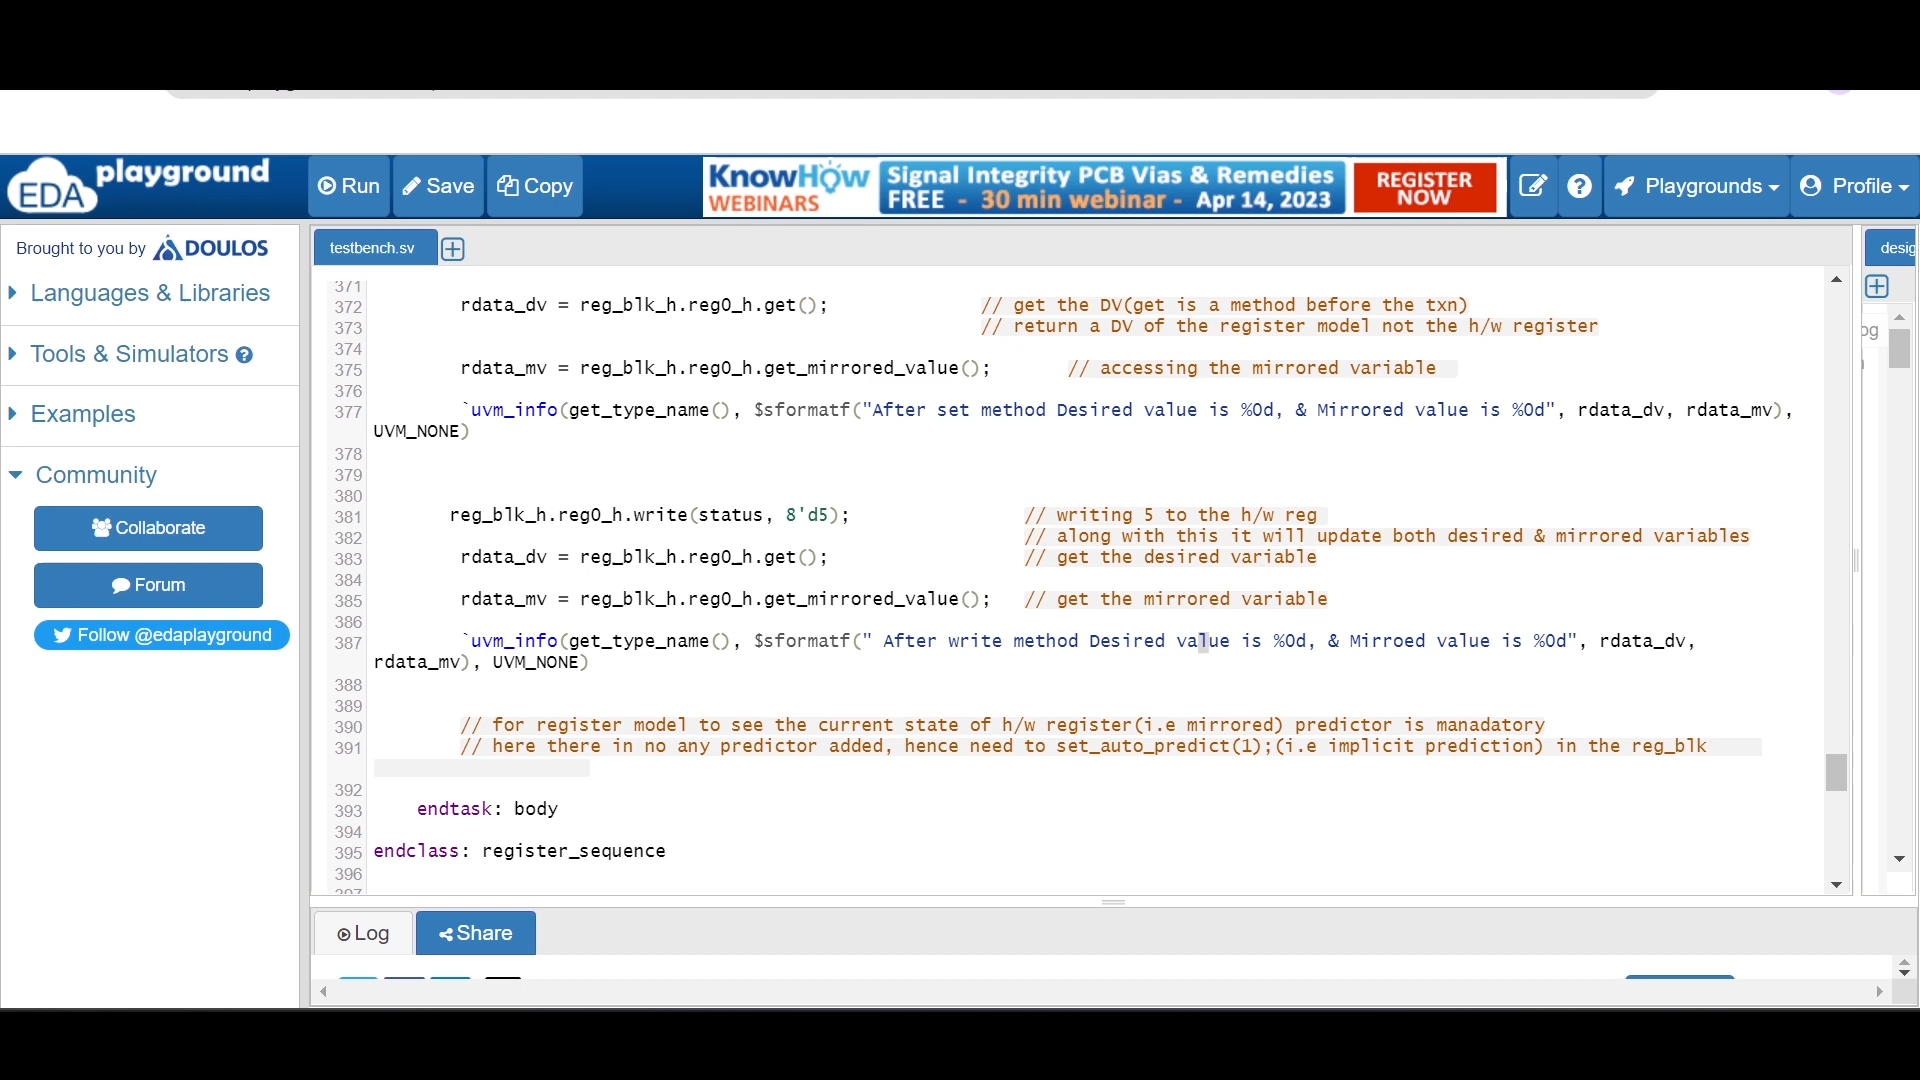 EDA playground
Run Save Copy
KnowHow WEBINARS
Signal Integrity PCB Vias & Remedies
FREE - 30 min webinar - Apr 14, 2023
REGISTER NOW
Playgrounds Profile
Brought to you by DOULOS
Languages & Libraries
Tools & Simulators
Examples
Community
Collaborate
Forum
Follow @edaplayground
testbench.sv
desig
371
372 rdata_dv = reg_blk_h.reg0_h.get(); // get the DV(get is a method before the txn)
373 // return a DV of the register model not the h/w register
374
375 rdata_mv = reg_blk_h.reg0_h.get_mirrored_value(); // accessing the mirrored variable
376
377 `uvm_info(get_type_name(), $sformatf("After set method Desired value is %0d, & Mirrored value is %0d", rdata_dv, rdata_mv),
UVM_NONE)
378
379
380
381 reg_blk_h.reg0_h.write(status, 8'd5); // writing 5 to the h/w reg
382 // along with this it will update both desired & mirrored variables
383 rdata_dv = reg_blk_h.reg0_h.get(); // get the desired variable
384
385 rdata_mv = reg_blk_h.reg0_h.get_mirrored_value(); // get the mirrored variable
386
387 `uvm_info(get_type_name(), $sformatf(" After write method Desired value is %0d, & Mirroed value is %0d", rdata_dv,
rdata_mv), UVM_NONE)
388
389
390 // for register model to see the current state of h/w register(i.e mirrored) predictor is manadatory
391 // here there in no any predictor added, hence need to set_auto_predict(1);(i.e implicit prediction) in the reg_blk
392
393 endtask: body
394
395 endclass: register_sequence
396
397
Log Share